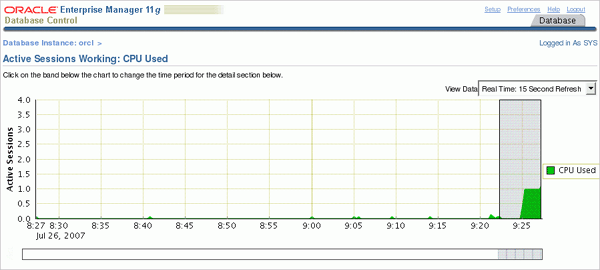 ORACLE Enterprise Manager 11g
Database Control
Setup Preferences Help Logout
Database
Database Instance: orcl >
Logged in As SYS
Active Sessions Working: CPU Used
Click on the band below the chart to change the time period for the detail section below.
View Data Real Time: 15 Second Refresh
Active Sessions
4.0
3.5
3.0
2.5
2.0
1.5
1.0
0.5
0.0
CPU Used
8:27 8:30 8:35 8:40 8:45 8:50 8:55 9:00 9:05 9:10 9:15 9:20 9:25
Jul 26, 2007